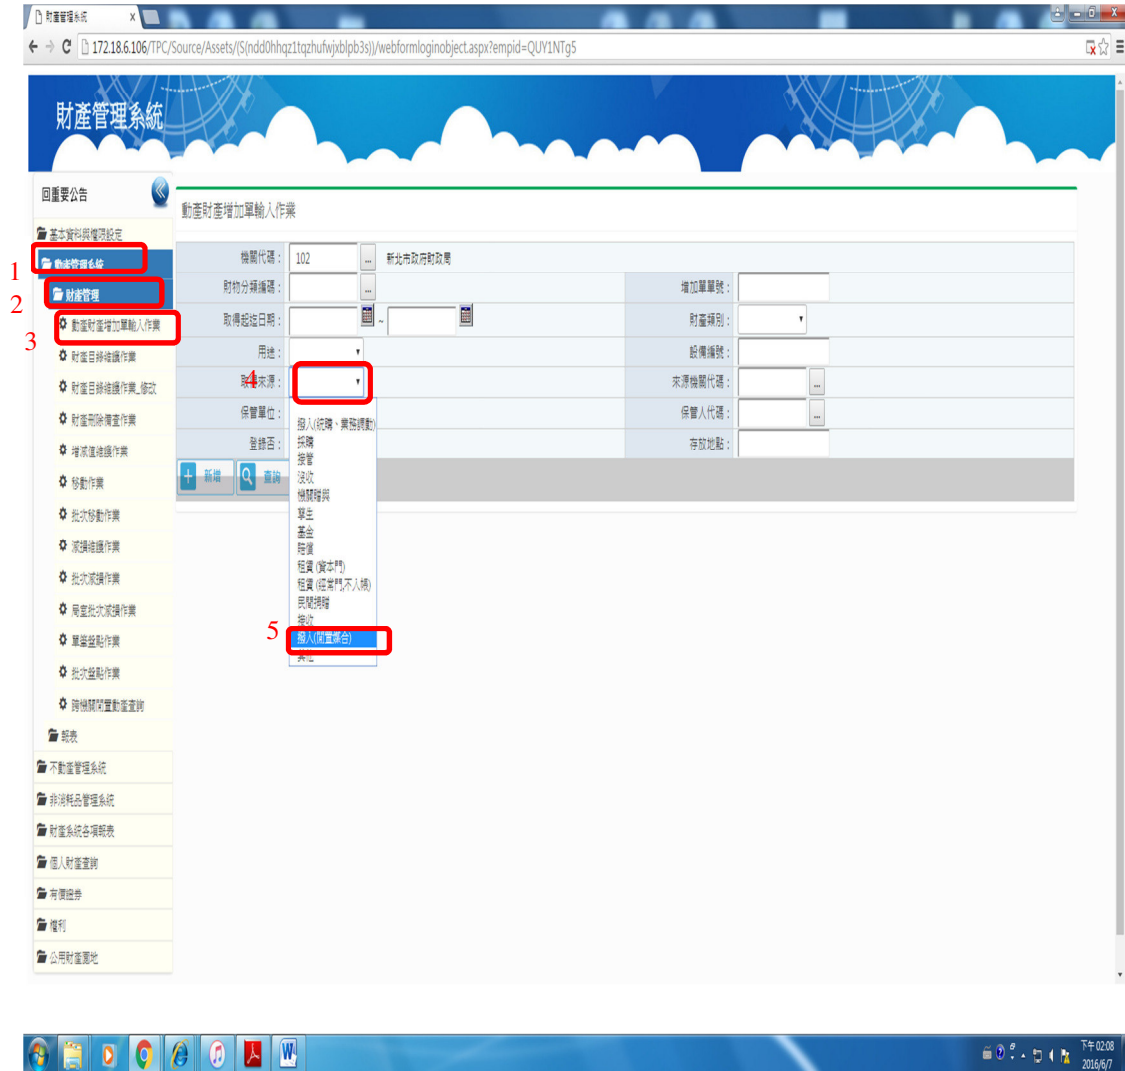 財產管理系統
172.18.6.106/TPC/Source/Assets/(S(ndd0hhqz1tqzhufwjxblpb3s))/webformloginobject.aspx?empid=QUY1NTg5
財產管理系統
回重要公告
動產財產增加單輸入作業
基本資料與權限設定
1
動產管理系統
機關代碼： 102 ... 新北市政府財政局
2
財產管理
財物分類編碼： ... 增加單單號：
3
動產財產增加單輸入作業
取得起迄日期： ~ 財產類別：
財產目錄維護作業
用途： 設備編號：
財產目錄維護作業_修改
4
取得來源： 來源機關代碼： ...
財產刪除備查作業
保管單位： 保管人代碼： ...
增減值維護作業
登錄否： 存放地點：
新增 查詢
撥入(統購、業務調動)
採購
接管
沒收
機關贈與
孳生
基金
賠償
租賃 (資本門)
租賃 (經常門,不入帳)
民間捐贈
接收
5
撥入(閒置媒合)
其他
移動作業
批次移動作業
減損維護作業
批次減損作業
局室批次減損作業
單筆盤點作業
批次盤點作業
跨機關閒置動產查詢
報表
不動產管理系統
非消耗品管理系統
財產系統各項報表
個人財產查詢
有價證券
權利
公用財產園地
下午 02:08
2016/6/7